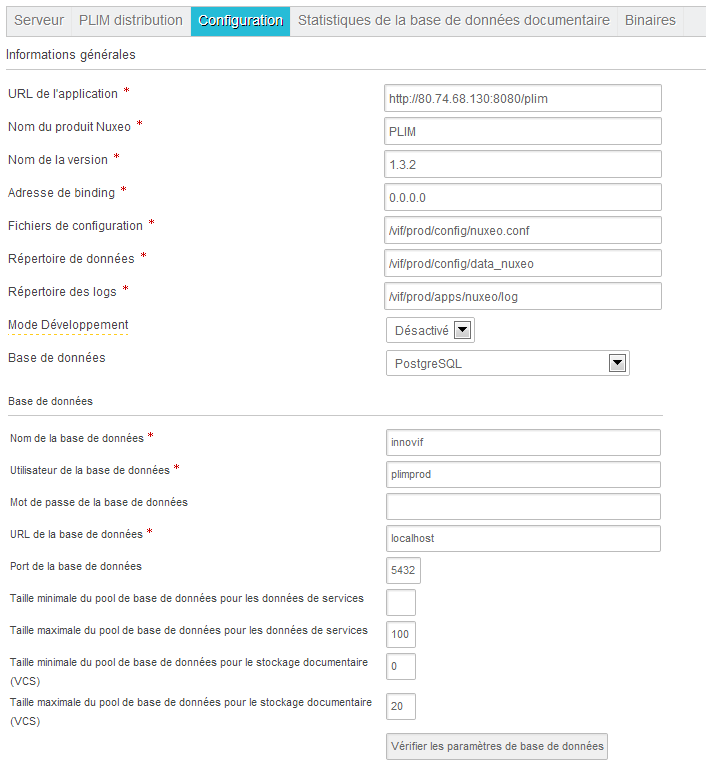 Serveur PLIM distribution Configuration Statistiques de la base de données documentaire Binaires
Informations générales
URL de l'application * http://80.74.68.130:8080/plim
Nom du produit Nuxeo * PLIM
Nom de la version * 1.3.2
Adresse de binding * 0.0.0.0
Fichiers de configuration * /vif/prod/config/nuxeo.conf
Répertoire de données * /vif/prod/config/data_nuxeo
Répertoire des logs * /vif/prod/apps/nuxeo/log
Mode Développement Désactivé
Base de données PostgreSQL
Base de données
Nom de la base de données * innovif
Utilisateur de la base de données * plimprod
Mot de passe de la base de données
URL de la base de données * localhost
Port de la base de données 5432
Taille minimale du pool de base de données pour les données de services
Taille maximale du pool de base de données pour les données de services 100
Taille minimale du pool de base de données pour le stockage documentaire 0
(VCS)
Taille maximale du pool de base de données pour le stockage documentaire 20
(VCS)
Vérifier les paramètres de base de données